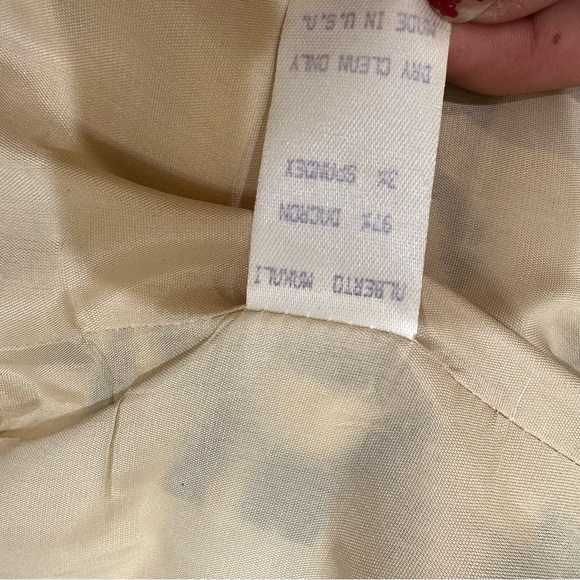 ALBERTO MAKALI
97% DACRON
3% SPANDEX
DRY CLEAN ONLY
MADE IN U.S.A.